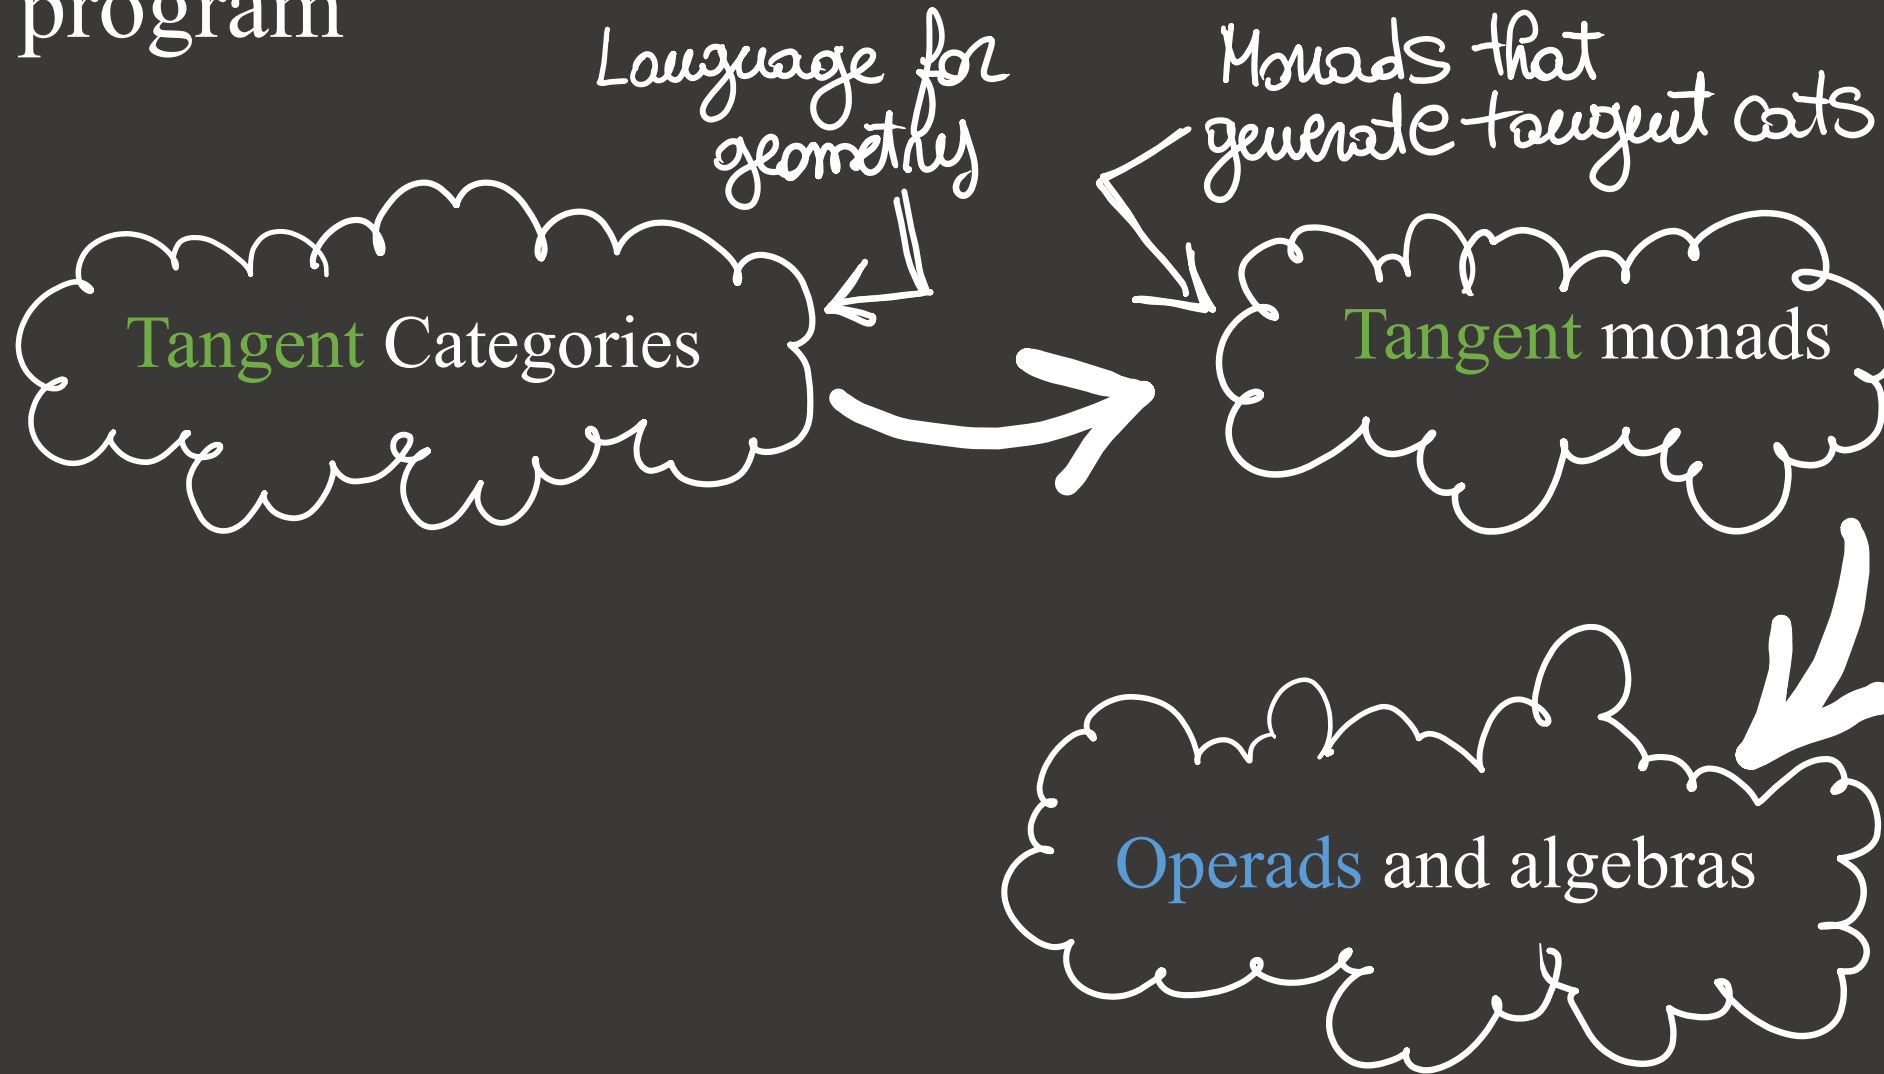 program
Language for
geometry
Monads that
generate tangent cats
Tangent Categories
Tangent monads
Operads and algebras